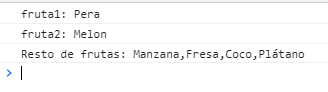 fruta1: Pera
fruta2: Melon
Resto de frutas: Manzana,Fresa,Coco,Plátano